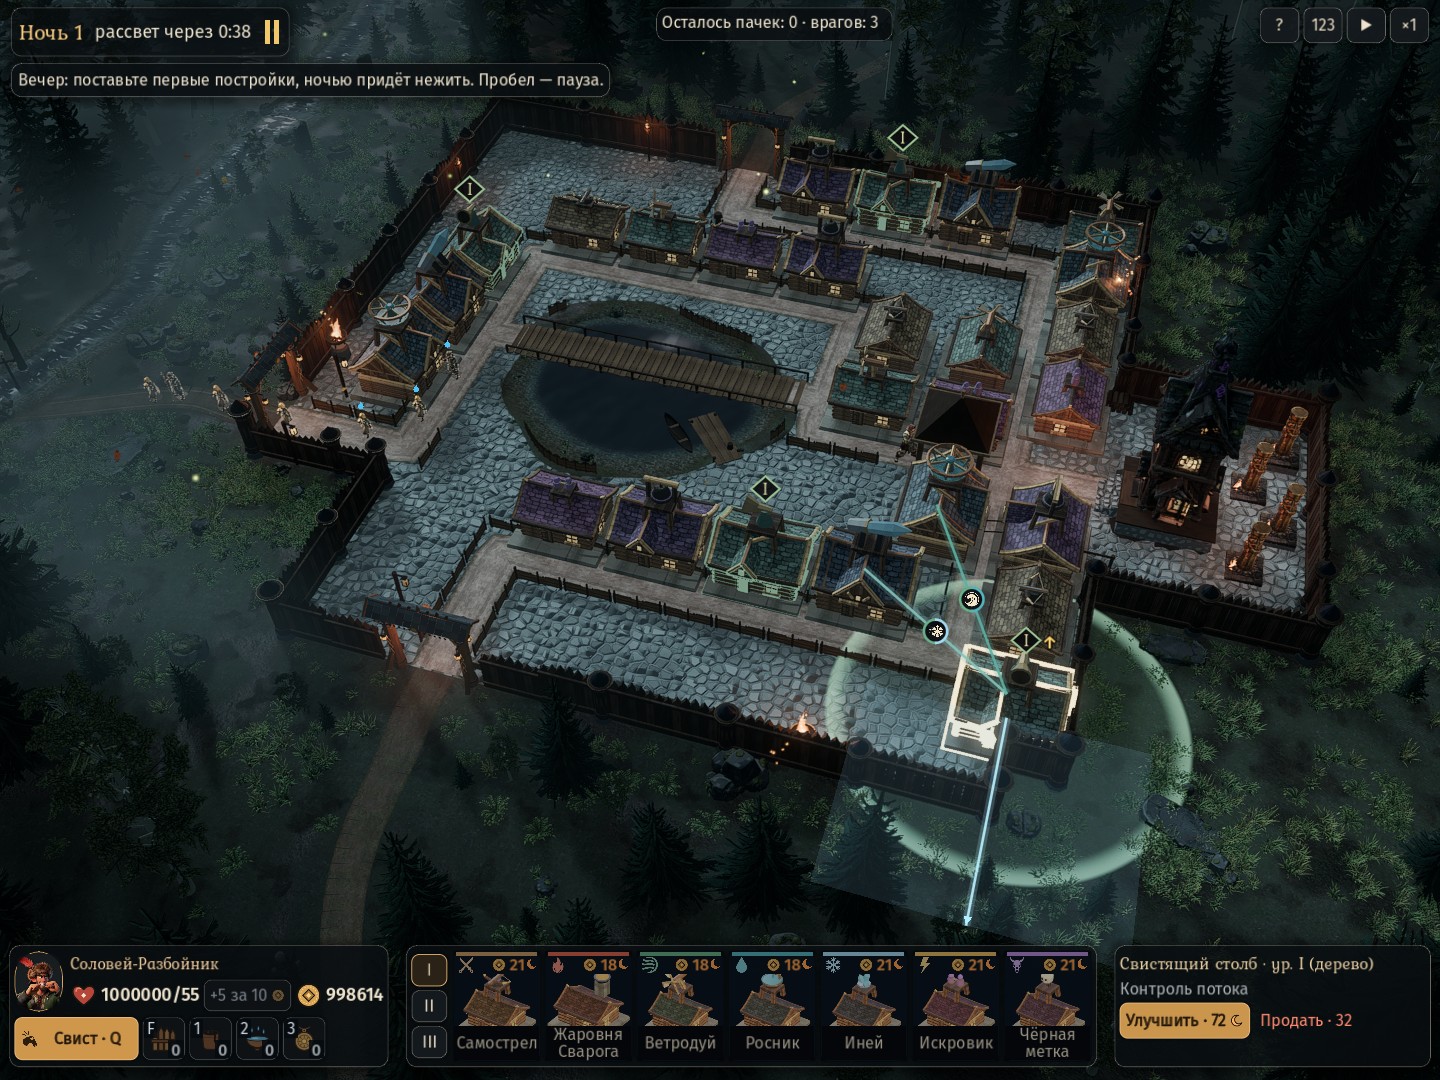 Ночь 1 рассвет через 0:38
Осталось пачек: 0 · врагов: 3
? 123 ×1
Вечер: поставьте первые постройки, ночью придёт нежить. Пробел — пауза.
I
I
I
I
Соловей-Разбойник
1000000/55 +5 за 10 998614
Свист · Q
F 0 1 0 2 0 3 0
I
II
III
21 18 18 18 21 21 21
Самострел Жаровня Сварога Ветродуй Росник Иней Искровик Чёрная метка
Свистящий столб · ур. I (дерево)
Контроль потока
Улучшить · 72 Продать · 32